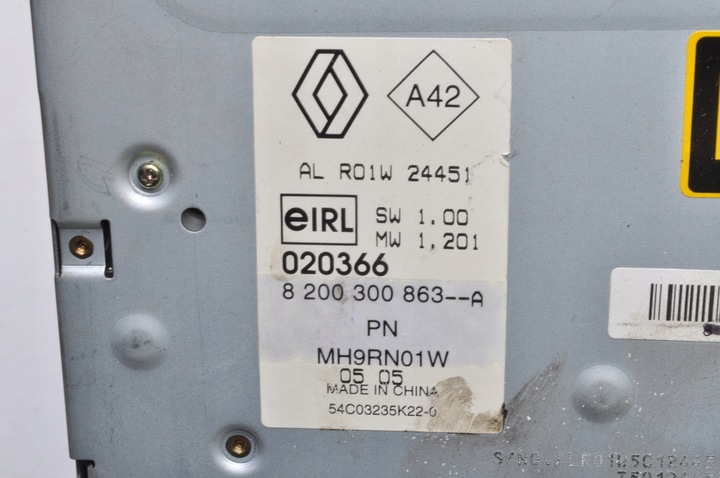 A42
AL R01W 24451
eIRL
SW 1.00
MW 1,201
020366
8 200 300 863--A
PN
MH9RN01W
05 05
MADE IN CHINA
54C03235K22-0